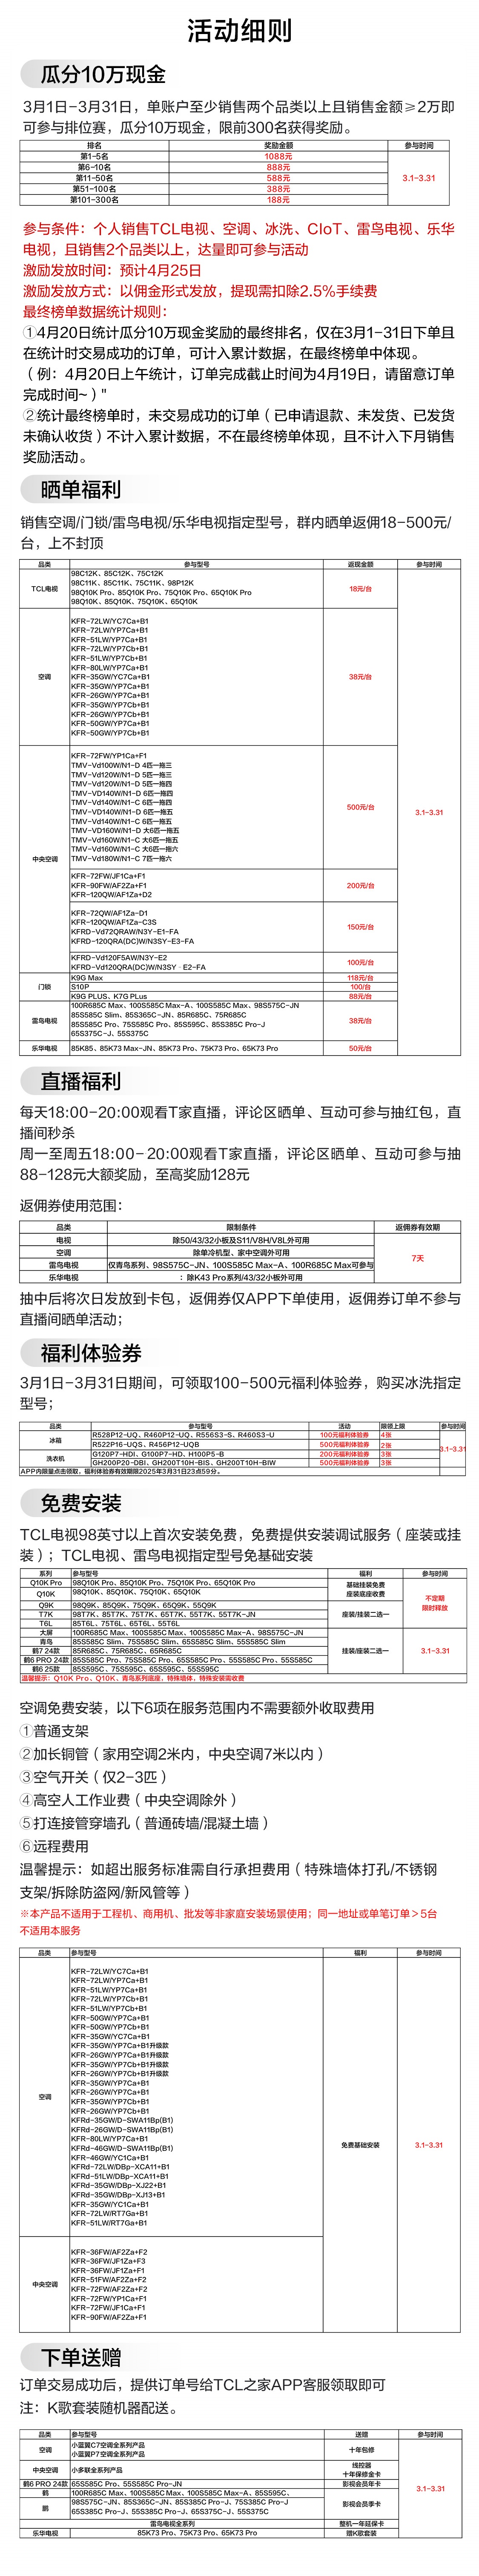 活动细则
瓜分10万现金
3月1日-3月31日，单账户至少销售两个品类以上且销售金额≥2万即
可参与排位赛，瓜分10万现金，限前300名获得奖励。
排名 奖励金额 参与时间
第1-5名 1088元
第6-10名 888元
第11-50名 588元 3.1-3.31
第51-100名 388元
第101-300名 188元
参与条件：个人销售TCL电视、空调、冰洗、CIoT、雷鸟电视、乐华
电视，且销售2个品类以上，达量即可参与活动
激励发放时间：预计4月25日
激励发放方式：以佣金形式发放，提现需扣除2.5%手续费
最终榜单数据统计规则：
①4月20日统计瓜分10万现金奖励的最终排名，仅在3月1-31日下单且
在统计时交易成功的订单，可计入累计数据，在最终榜单中体现。
（例：4月20日上午统计，订单完成截止时间为4月19日，请留意订单
完成时间~）"
②统计最终榜单时，未交易成功的订单（已申请退款、未发货、已发货
未确认收货）不计入累计数据，不在最终榜单体现，且不计入下月销售
奖励活动。
晒单福利
销售空调/门锁/雷鸟电视/乐华电视指定型号，群内晒单返佣18-500元/
台，上不封顶
品类 参与型号 返现金额 参与时间
98C12K、85C12K、75C12K
98C11K、85C11K、75C11K、98P12K
TCL电视 18元/台
98Q10K Pro、85Q10K Pro、75Q10K Pro、65Q10K Pro
98Q10K、85Q10K、75Q10K、65Q10K
KFR-72LW/YC7Ca+B1
KFR-72LW/YP7Ca+B1
KFR-51LW/YP7Ca+B1
KFR-72LW/YP7Cb+B1
KFR-51LW/YP7Cb+B1
KFR-80LW/YP7Ca+B1
空调 KFR-35GW/YC7Ca+B1 38元/台
KFR-35GW/YP7Ca+B1
KFR-26GW/YP7Ca+B1
KFR-35GW/YP7Cb+B1
KFR-26GW/YP7Cb+B1
KFR-50GW/YP7Ca+B1
KFR-50GW/YP7Cb+B1
KFR-72FW/YP1Ca+F1
TMV-Vd100W/N1-D 4匹一拖三
TMV-Vd120W/N1-D 5匹一拖三
TMV-Vd120W/N1-D 5匹一拖四
TMV-VD140W/N1-D 6匹一拖四
TMV-Vd140W/N1-C 6匹一拖四 500元/台
TMV-VD140W/N1-D 6匹一拖五 3.1-3.31
TMV-Vd140W/N1-C 6匹一拖五
TMV-VD160W/N1-D 大6匹一拖五
TMV-Vd160W/N1-C 大6匹一拖五
TMV-Vd160W/N1-C 大6匹一拖六
中央空调 TMV-Vd180W/N1-C 7匹一拖六
KFR-72FW/JF1Ca+F1
KFR-90FW/AF2Za+F1 200元/台
KFR-120QW/AF1Za+D2
KFR-72QW/AF1Za-D1
KFR-120QW/AF1Za-C3S
KFRD-Vd72QRAW/N3Y-E1-FA 150元/台
KFRD-120QRA(DC)W/N3SY-E3-FA
KFRD-Vd120F5AW/N3Y-E2 100元/台
KFRD-Vd120QRA(DC)W/N3SY - E2-FA
K9G Max 118元/台
门锁 S10P 100/台
K9G PLUS、K7G PLus 88元/台
100R685C Max、100S585C Max-A、100S585C Max、98S575C-JN
85S585C Slim、85S365C-JN、85R685C、75R685C
雷鸟电视 38元/台
85S585C Pro、75S585C Pro、85S595C、85S385C Pro-J
65S375C-J、55S375C
乐华电视 85K85、85K73 Max-JN、85K73 Pro、75K73 Pro、65K73 Pro 50元/台
直播福利
每天18:00-20:00观看T家直播，评论区晒单、互动可参与抽红包，直
播间秒杀
周一至周五18:00-20:00观看T家直播，评论区晒单、互动可参与抽
88-128元大额奖励，至高奖励128元
返佣券使用范围：
品类 限制条件 返佣券有效期
电视 除50/43/32小板及S11/V8H/V8L外可用
空调 除单冷机型、家中空调外可用
7天
雷鸟电视 仅青鸟系列、98S575C-JN、100S585C Max-A、100R685C Max可参与
乐华电视 ：除K43 Pro系列/43/32小板外可用
抽中后将次日发放到卡包，返佣券仅APP下单使用，返佣券订单不参与
直播间晒单活动；
福利体验券
3月1日-3月31日期间，可领取100-500元福利体验券，购买冰洗指定
型号；
品类 参与型号 活动 限领上限 参与时间
冰箱 R528P12-UQ、R460P12-UQ、R556S3-S、R460S3-U 100元福利体验券 4张
R522P16-UQS、R456P12-UQB 500元福利体验券 2张
3.1-3.31
洗衣机 G120P7-HDI、G100P7-HD、H100P5-B 200元福利体验券 3张
GH200P20-DBI、GH200T10H-BIS、GH200T10H-BIW 500元福利体验券 3张
APP内限量点击领取，福利体验券有效期限2025年3月31日23点59分。
免费安装
TCL电视98英寸以上首次安装免费，免费提供安装调试服务（座装或挂
装）；TCL电视、雷鸟电视指定型号免基础安装
系列 参与型号 福利 参与时间
Q10K Pro 98Q10K Pro、85Q10K Pro、75Q10K Pro、65Q10K Pro 基础挂装免费
Q10K 98Q10K、85Q10K、75Q10K、65Q10K 座装底座收费
不定期
Q9K 98Q9K、85Q9K、75Q9K、65Q9K、55Q9K 限时释放
T7K 98T7K、85T7K、75T7K、65T7K、55T7K、55T7K-JN 座装/挂装二选一
T6L 85T6L、75T6L、65T6L、55T6L
大屏 100R685C Max、100S585C Max、100S585C Max-A、98S575C-JN
青鸟 85S585C Slim、75S585C Slim、65S585C Slim、55S585C Slim
鹤7 24款 85R685C、75R685C、65R685C 挂装/座装二选一 3.1-3.31
鹤6 PRO 24款 85S585C Pro、75S585C Pro、65S585C Pro、55S585C Pro、55S585C
鹤6 25款 85S595C、75S595C、65S595C、55S595C
温馨提示：Q10K Pro、Q10K、青鸟系列底座，特殊墙体，特殊安装需收费
空调免费安装，以下6项在服务范围内不需要额外收取费用
①普通支架
②加长铜管（家用空调2米内，中央空调7米以内）
③空气开关（仅2-3匹）
④高空人工作业费（中央空调除外）
⑤打连接管穿墙孔（普通砖墙/混凝土墙）
⑥远程费用
温馨提示：如超出服务标准需自行承担费用（特殊墙体打孔/不锈钢
支架/拆除防盗网/新风管等）
※本产品不适用于工程机、商用机、批发等非家庭安装场景使用；同一地址或单笔订单＞5台
不适用本服务
品类 参与型号 福利 参与时间
KFR-72LW/YC7Ca+B1
KFR-72LW/YP7Ca+B1
KFR-51LW/YP7Ca+B1
KFR-72LW/YP7Cb+B1
KFR-51LW/YP7Cb+B1
KFR-50GW/YP7Ca+B1
KFR-50GW/YP7Cb+B1
KFR-35GW/YC7Ca+B1
KFR-35GW/YP7Ca+B1升级款
KFR-26GW/YP7Ca+B1升级款
KFR-35GW/YP7Cb+B1升级款
KFR-26GW/YP7Cb+B1升级款
KFR-35GW/YP7Ca+B1
KFR-26GW/YP7Ca+B1
空调 KFR-35GW/YP7Cb+B1
KFR-26GW/YP7Cb+B1
KFRd-35GW/D-SWA11Bp(B1)
KFRd-26GW/D-SWA11Bp(B1)
KFR-80LW/YP7Ca+B1 免费基础安装 3.1-3.31
KFRd-46GW/D-SWA11Bp(B1)
KFR-46GW/YC1Ca+B1
KFRd-72LW/DBp-XCA11+B1
KFRd-51LW/DBp-XCA11+B1
KFRd-35GW/DBp-XJ22+B1
KFRd-35GW/DBp-XJ13+B1
KFR-35GW/YC1Ca+B1
KFR-72LW/RT7Ga+B1
KFR-51LW/RT7Ga+B1
KFR-36FW/AF2Za+F2
KFR-36FW/JF1Za+F3
KFR-36FW/JF1Za+F1
KFR-51FW/AF2Za+F2
中央空调 KFR-72FW/AF2Za+F2
KFR-72FW/YP1Ca+F1
KFR-72FW/JF1Ca+F1
KFR-90FW/AF2Za+F1
下单送赠
订单交易成功后，提供订单号给TCL之家APP客服领取即可
注：K歌套装随机器配送。
品类 参与型号 送赠 参与时间
空调 小蓝翼C7空调全系列产品 十年包修
小蓝翼P7空调全系列产品
中央空调 小多联全系列产品 线控器
十年保修金卡
鹤6 PRO 24款 65S585C Pro、55S585C Pro-JN 影视会员年卡
3.1-3.31
鹤 100R685C Max、100S585C Max、100S585C Max-A、85S595C、
鹏 98S575C-JN、85S365C-JN、85S385C Pro-J、75S385C Pro-J 影视会员季卡
65S385C Pro-J、55S385C Pro-J、65S375C-J、55S375C
雷鸟电视全系列 整机一年延保卡
乐华电视 85K73 Pro、75K73 Pro、65K73 Pro 赠K歌套装